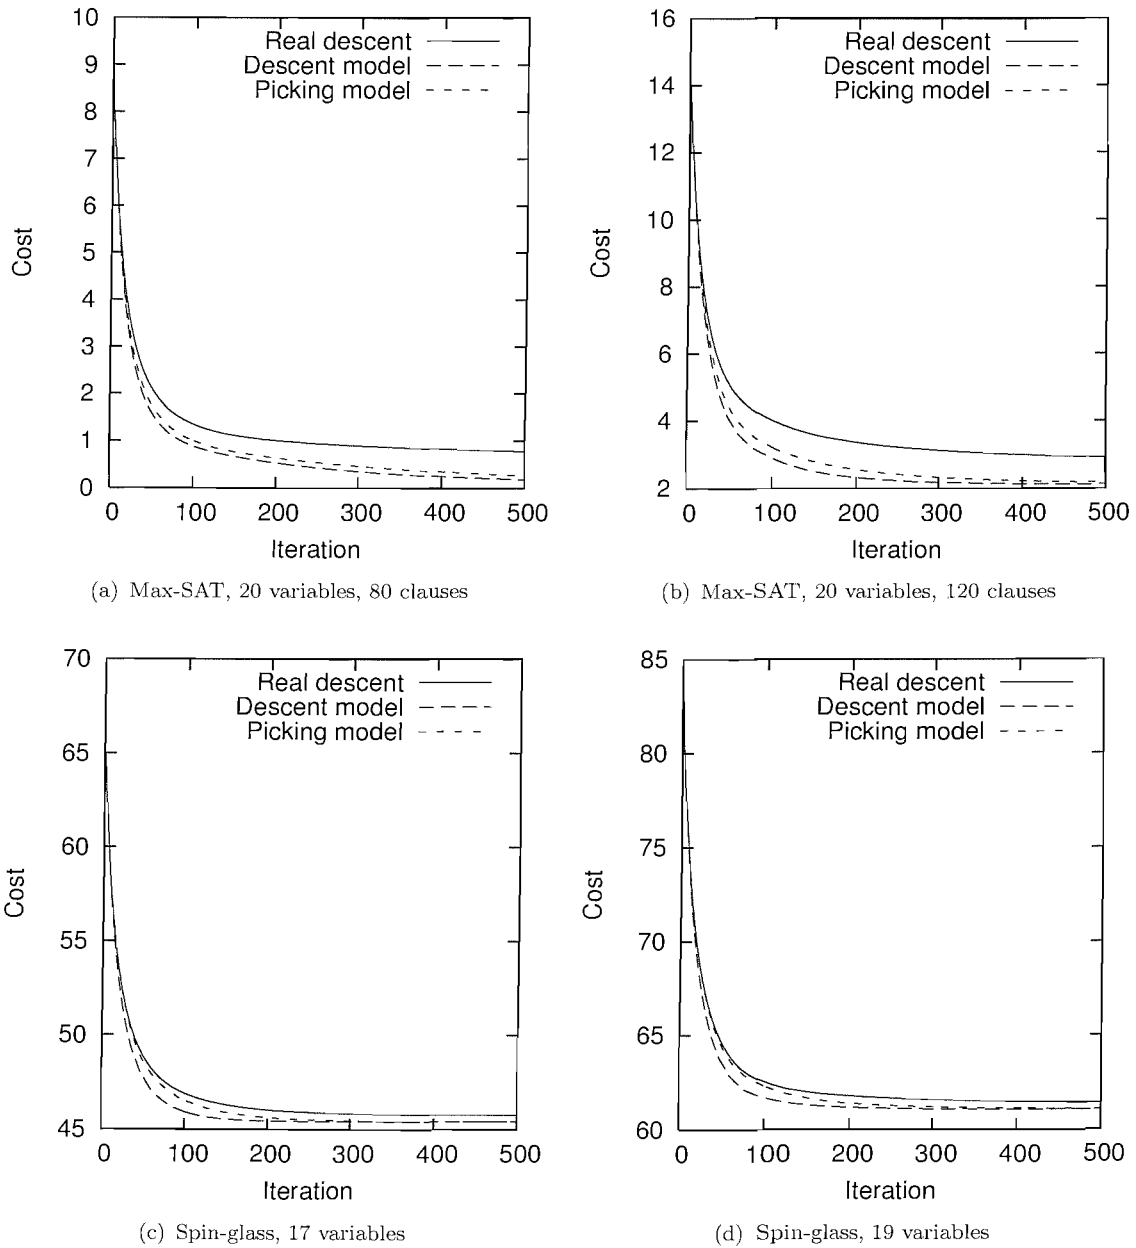 10
9
8
7
6
5
4
3
2
1
0
Cost
Real descent
Descent model
Picking model
0 100 200 300 400 500
Iteration
(a) Max-SAT, 20 variables, 80 clauses
16
14
12
10
8
6
4
2
Cost
Real descent
Descent model
Picking model
0 100 200 300 400 500
Iteration
(b) Max-SAT, 20 variables, 120 clauses
70
65
60
55
50
45
Cost
Real descent
Descent model
Picking model
0 100 200 300 400 500
Iteration
(c) Spin-glass, 17 variables
85
80
75
70
65
60
Cost
Real descent
Descent model
Picking model
0 100 200 300 400 500
Iteration
(d) Spin-glass, 19 variables